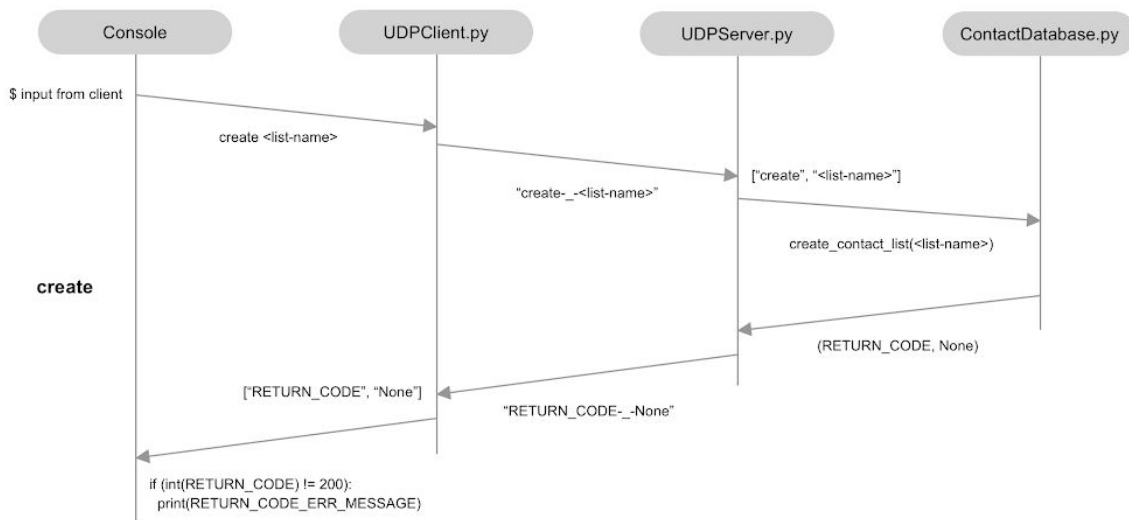 Console
UDPClient.py
UDPServer.py
ContactDatabase.py
$ input from client
create <list-name>
“create-_-<list-name>”
[“create”, “<list-name>”]
create_contact_list(<list-name>)
create
(RETURN_CODE, None)
[“RETURN_CODE”, “None”]
“RETURN_CODE-_-None”
if (int(RETURN_CODE) != 200):
print(RETURN_CODE_ERR_MESSAGE)